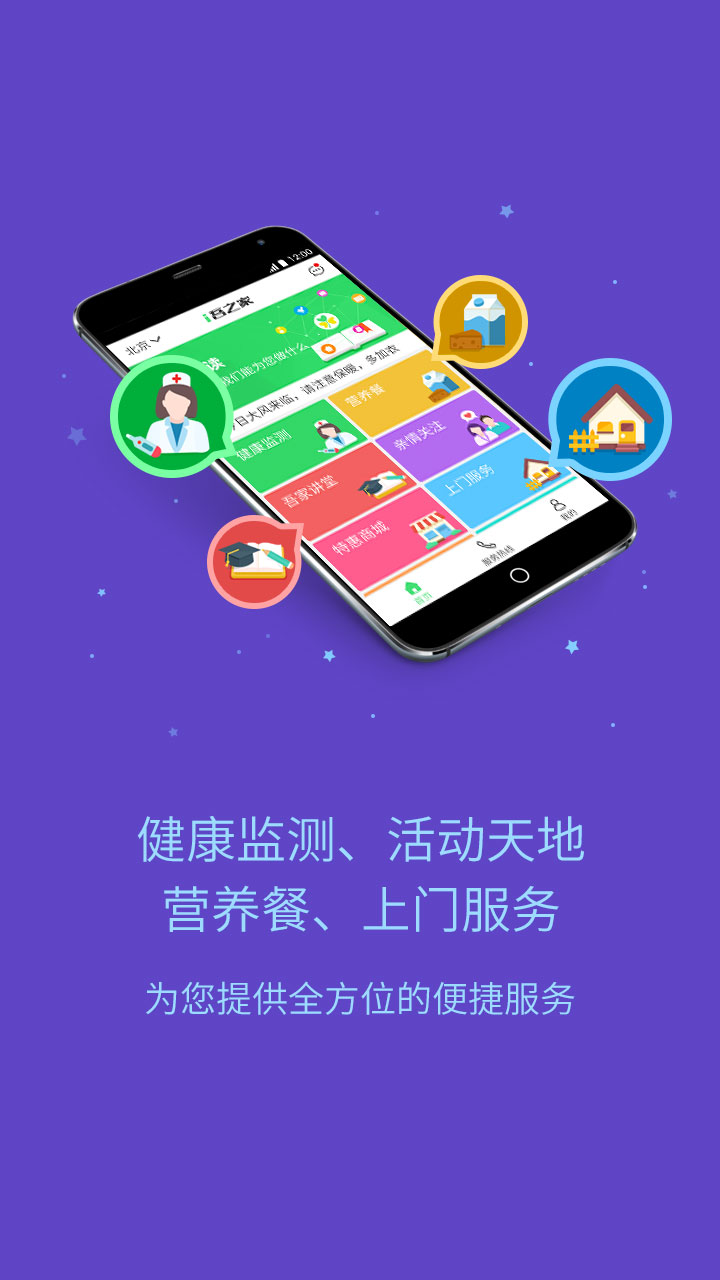 12:00
北京
i吾之家
读
我们能为您做什么
日大风来临，请注意保暖，多加衣
健康监测
营养餐
吾家讲堂
亲情关注
特惠商城
上门服务
首页
服务热线
我的
健康监测、活动天地
营养餐、上门服务
为您提供全方位的便捷服务